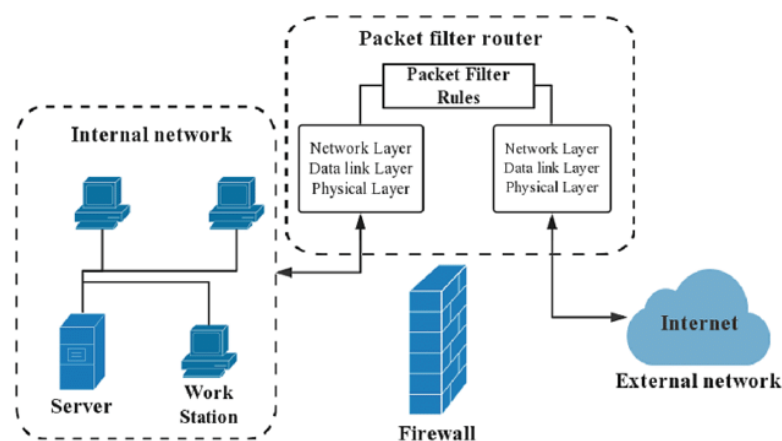 Packet filter router
Packet Filter
Rules
Internal network
Network Layer
Data link Layer
Physical Layer
Network Layer
Data link Layer
Physical Layer
Server
Work
Station
Firewall
Internet
External network